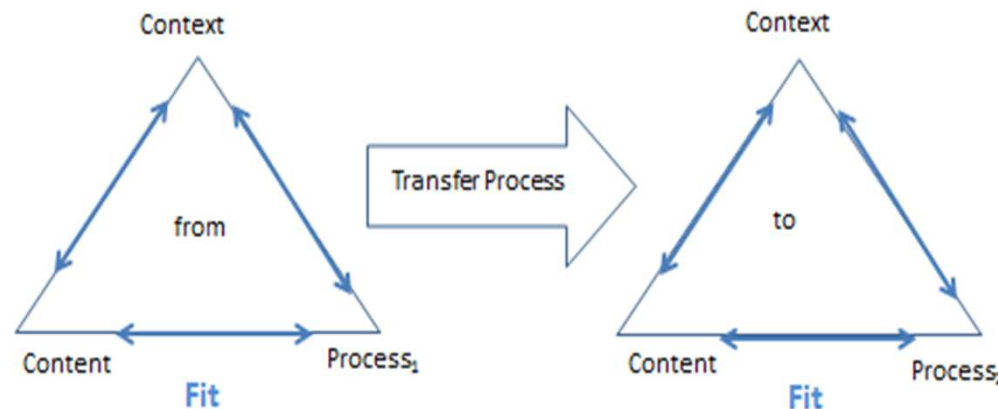 Context
Context
Transfer Process
from
to
Content
Process₁
Content
Process₂
Fit
Fit